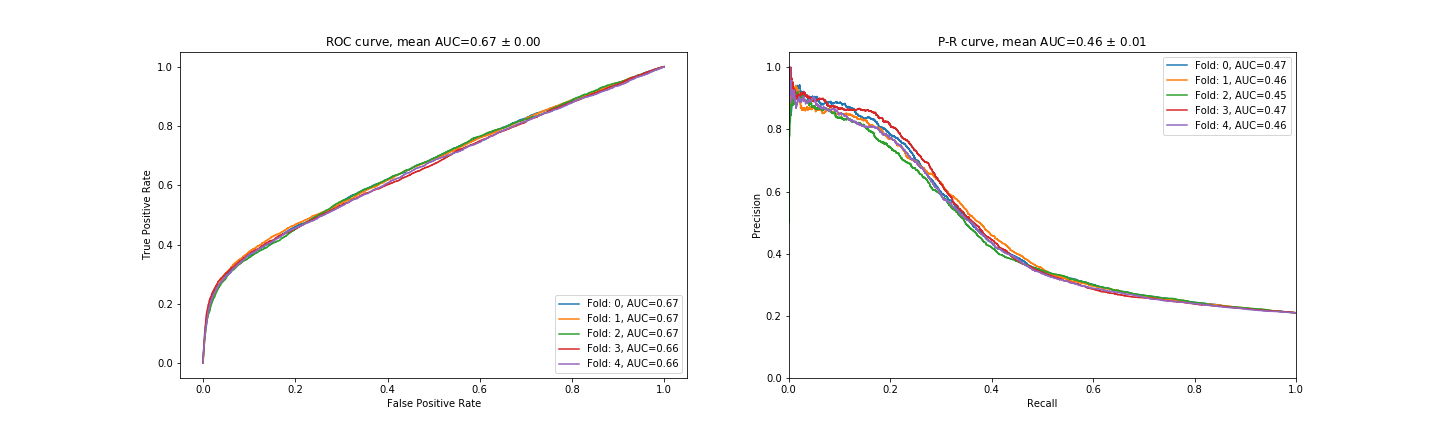 ROC curve, mean AUC=0.67 ± 0.00
True Positive Rate
1.0
0.8
0.6
0.4
0.2
0.0
0.0 0.2 0.4 0.6 0.8 1.0
False Positive Rate
Fold: 0, AUC=0.67
Fold: 1, AUC=0.67
Fold: 2, AUC=0.67
Fold: 3, AUC=0.66
Fold: 4, AUC=0.66
P-R curve, mean AUC=0.46 ± 0.01
Precision
1.0
0.8
0.6
0.4
0.2
0.0
0.0 0.2 0.4 0.6 0.8 1.0
Recall
Fold: 0, AUC=0.47
Fold: 1, AUC=0.46
Fold: 2, AUC=0.45
Fold: 3, AUC=0.47
Fold: 4, AUC=0.46